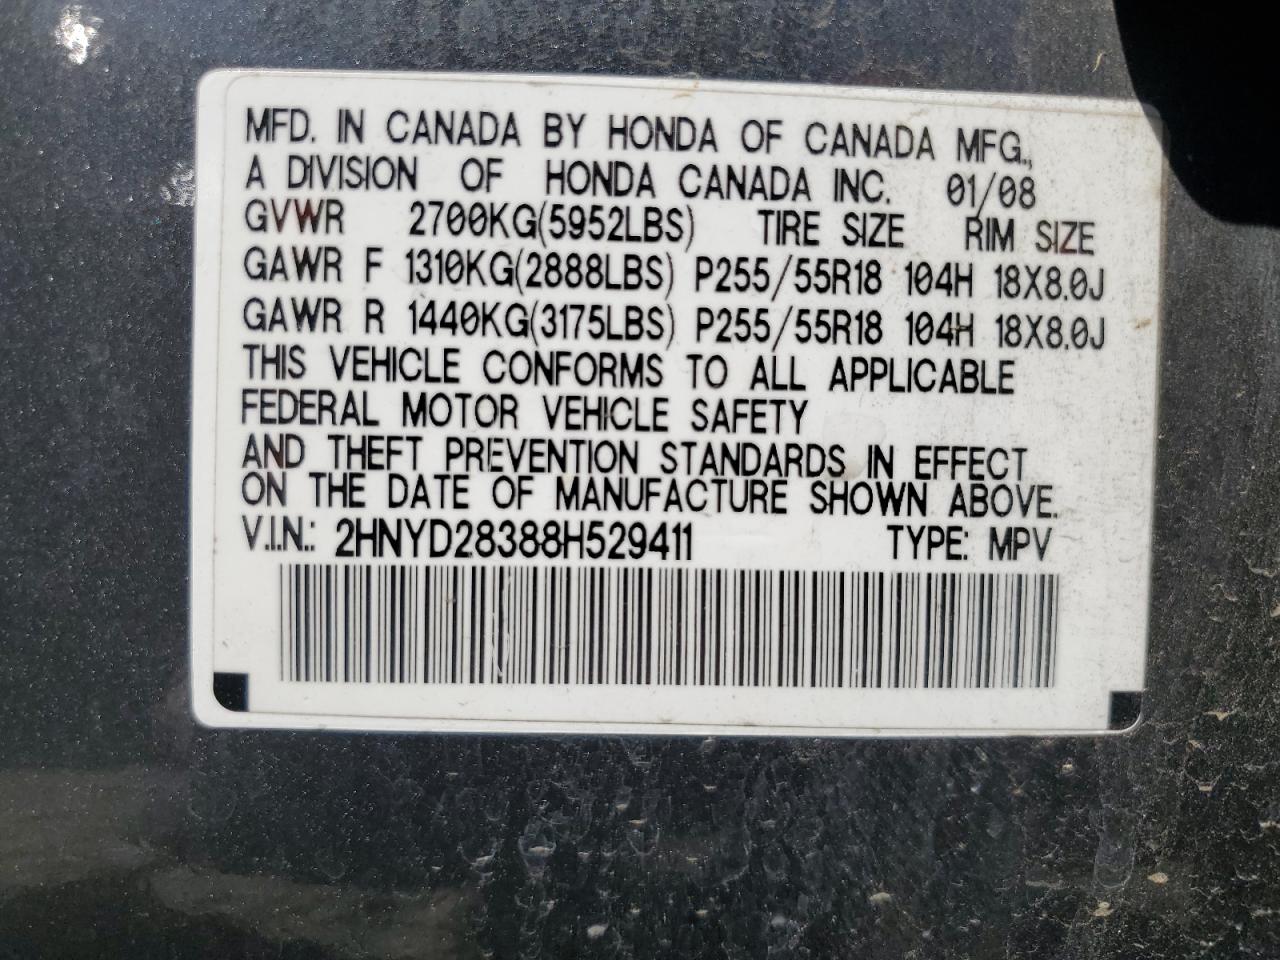 MFD. IN CANADA BY HONDA OF CANADA MFG.,
A DIVISION OF HONDA CANADA INC. 01/08
GVWR 2700KG(5952LBS) TIRE SIZE RIM SIZE
GAWR F 1310KG(2888LBS) P255/55R18 104H 18X8.0J
GAWR R 1440KG(3175LBS) P255/55R18 104H 18X8.0J
THIS VEHICLE CONFORMS TO ALL APPLICABLE
FEDERAL MOTOR VEHICLE SAFETY
AND THEFT PREVENTION STANDARDS IN EFFECT
ON THE DATE OF MANUFACTURE SHOWN ABOVE.
V.I.N.: 2HNYD28388H529411 TYPE: MPV